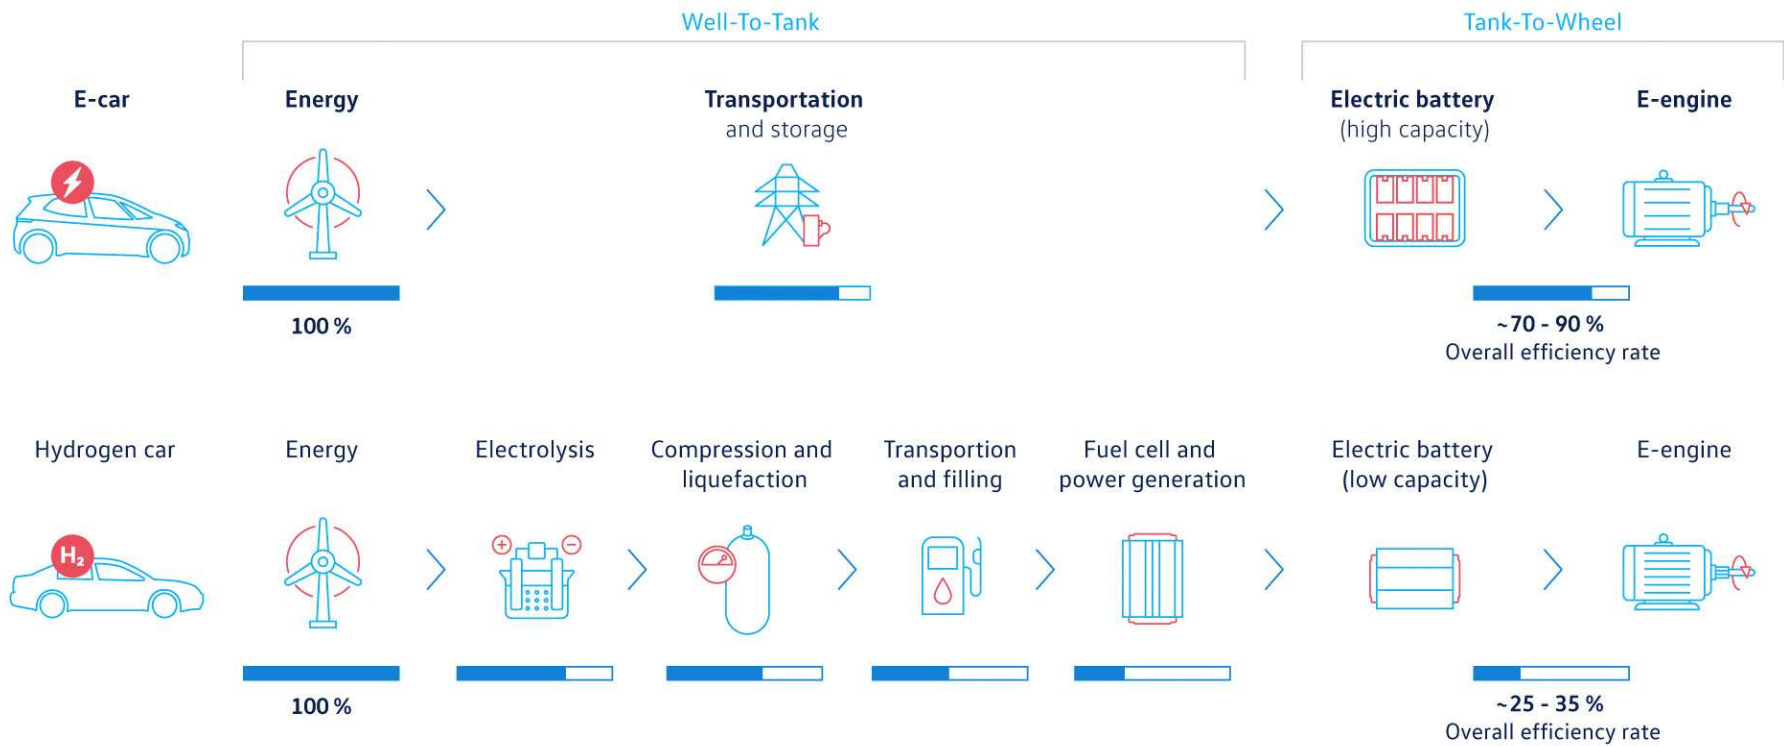 Well-To-Tank
Tank-To-Wheel
E-car
Energy
Transportation
and storage
Electric battery
(high capacity)
E-engine
100 %
~70 - 90 %
Overall efficiency rate
Hydrogen car
Energy
Electrolysis
Compression and
liquefaction
Transportion
and filling
Fuel cell and
power generation
Electric battery
(low capacity)
E-engine
H₂
100 %
~25 - 35 %
Overall efficiency rate